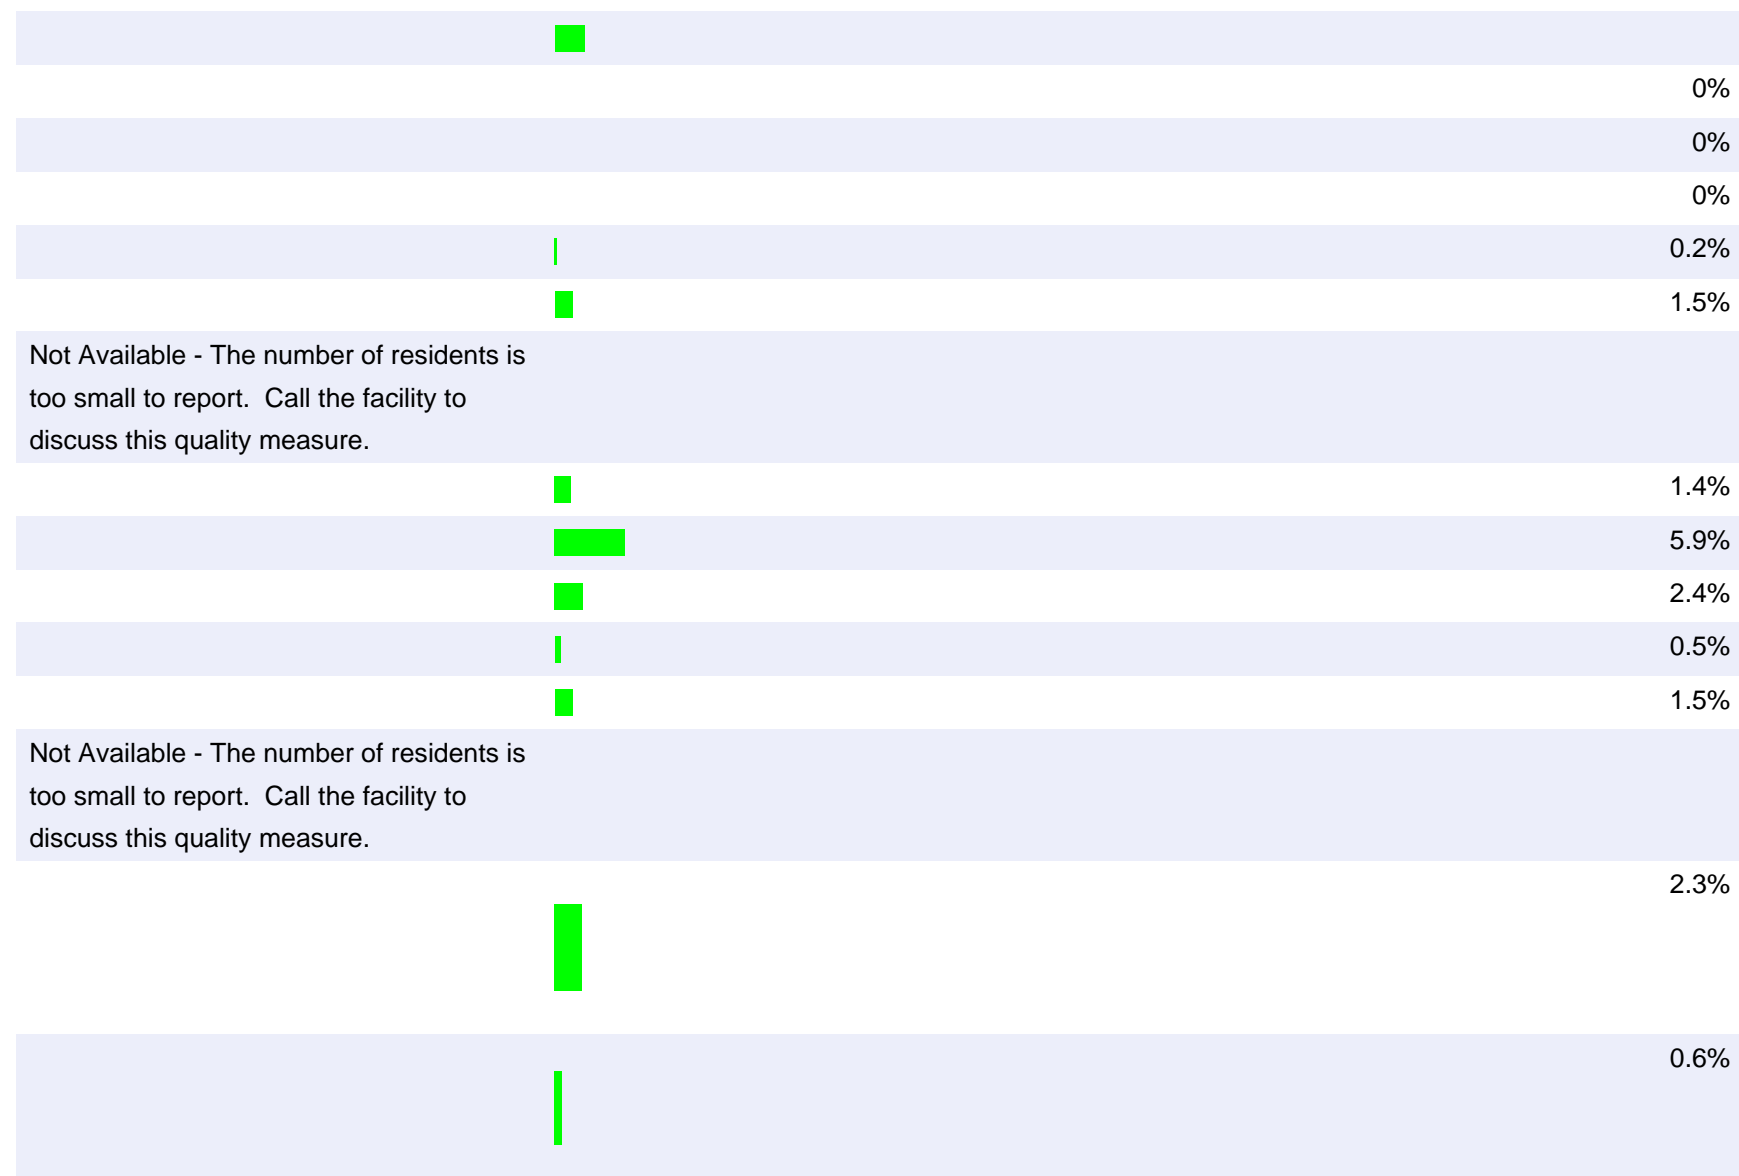 0%
0%
0%
0.2%
1.5%
Not Available - The number of residents is
too small to report.  Call the facility to
discuss this quality measure.
1.4%
5.9%
2.4%
0.5%
1.5%
Not Available - The number of residents is
too small to report.  Call the facility to
discuss this quality measure.
2.3%
0.6%